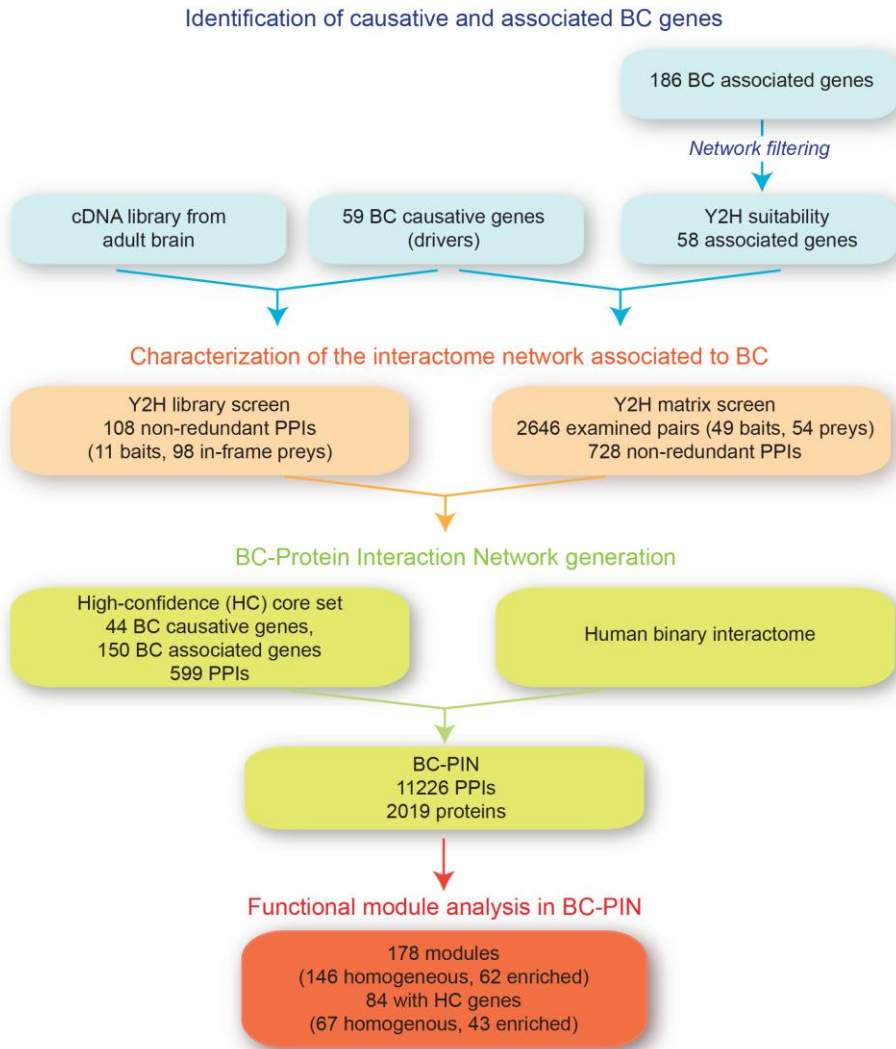 Identification of causative and associated BC genes
186 BC associated genes
Network filtering
cDNA library from
adult brain
59 BC causative genes
(drivers)
Y2H suitability
58 associated genes
Characterization of the interactome network associated to BC
Y2H library screen
108 non-redundant PPIs
(11 baits, 98 in-frame preys)
Y2H matrix screen
2646 examined pairs (49 baits, 54 preys)
728 non-redundant PPIs
BC-Protein Interaction Network generation
High-confidence (HC) core set
44 BC causative genes,
150 BC associated genes
599 PPIs
Human binary interactome
BC-PIN
11226 PPIs
2019 proteins
Functional module analysis in BC-PIN
178 modules
(146 homogeneous, 62 enriched)
84 with HC genes
(67 homogenous, 43 enriched)